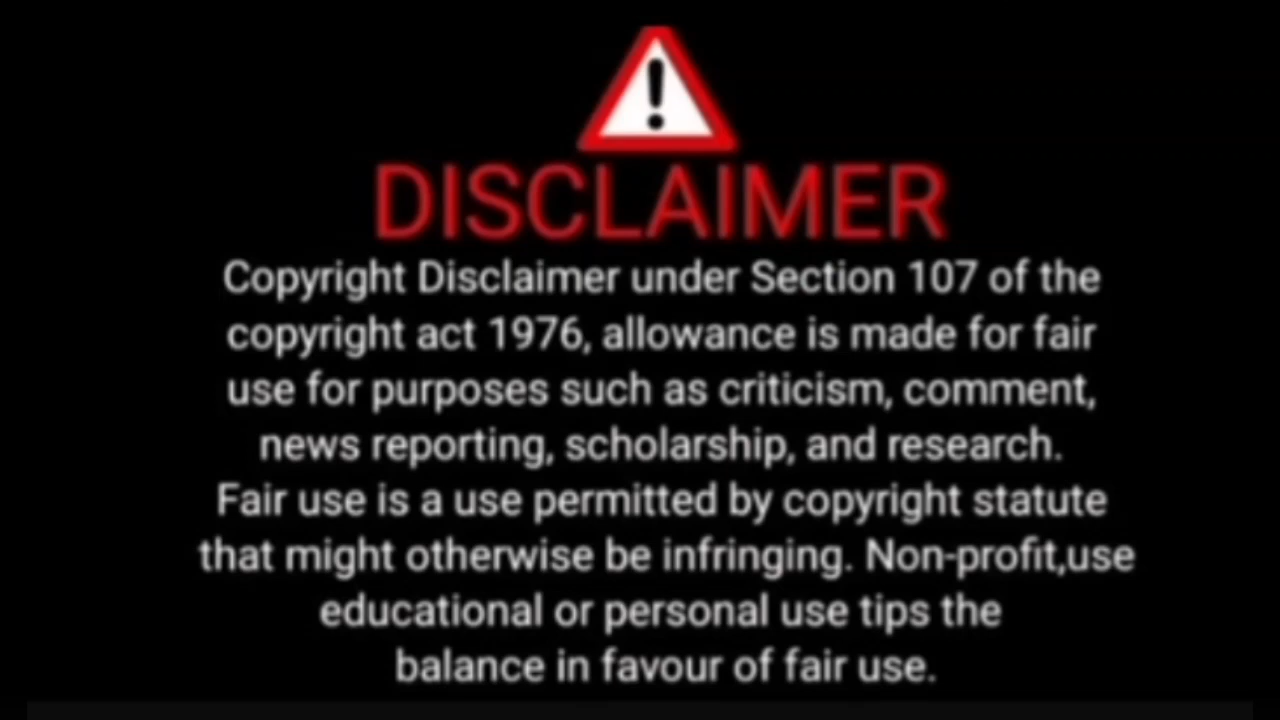 DISCLAIMER
Copyright Disclaimer under Section 107 of the
copyright act 1976, allowance is made for fair
use for purposes such as criticism, comment,
news reporting, scholarship, and research.
Fair use is a use permitted by copyright statute
that might otherwise be infringing. Non-profit,use
educational or personal use tips the
balance in favour of fair use.